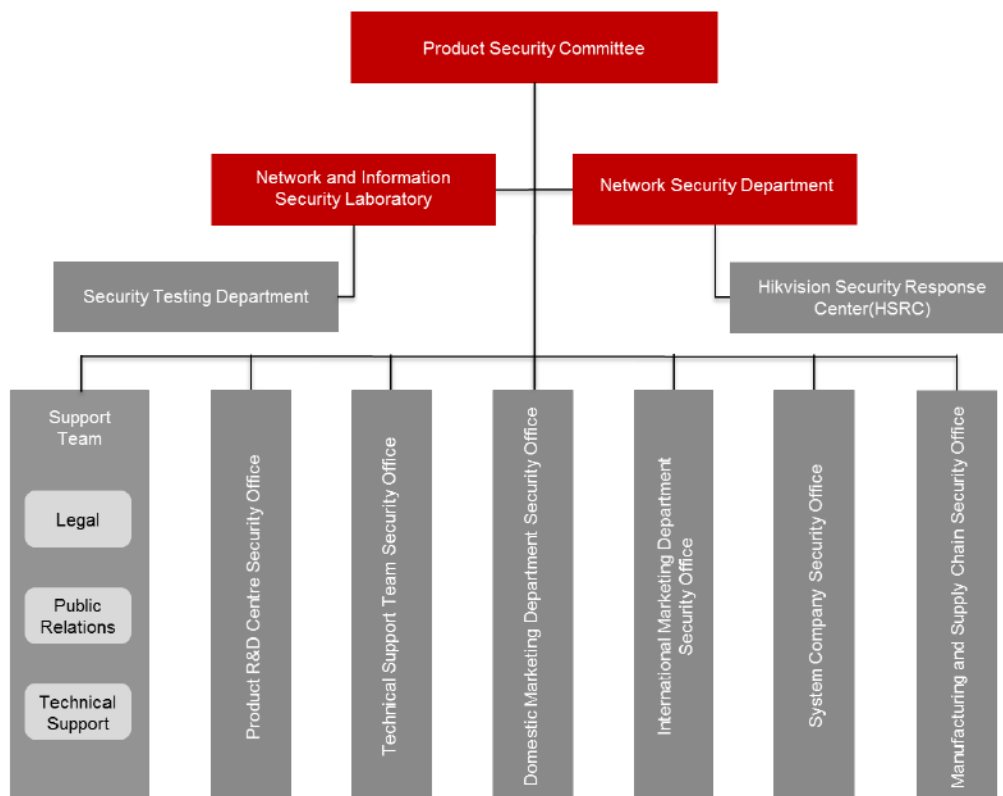 Product Security Committee
Network and Information
Security Laboratory
Network Security Department
Security Testing Department
Hikvision Security Response
Center(HSRC)
Support
Team
Legal
Public
Relations
Technical
Support
Product R&D Centre Security Office
Technical Support Team Security Office
Domestic Marketing Department Security Office
International Marketing Department
Security Office
System Company Security Office
Manufacturing and Supply Chain Security Office